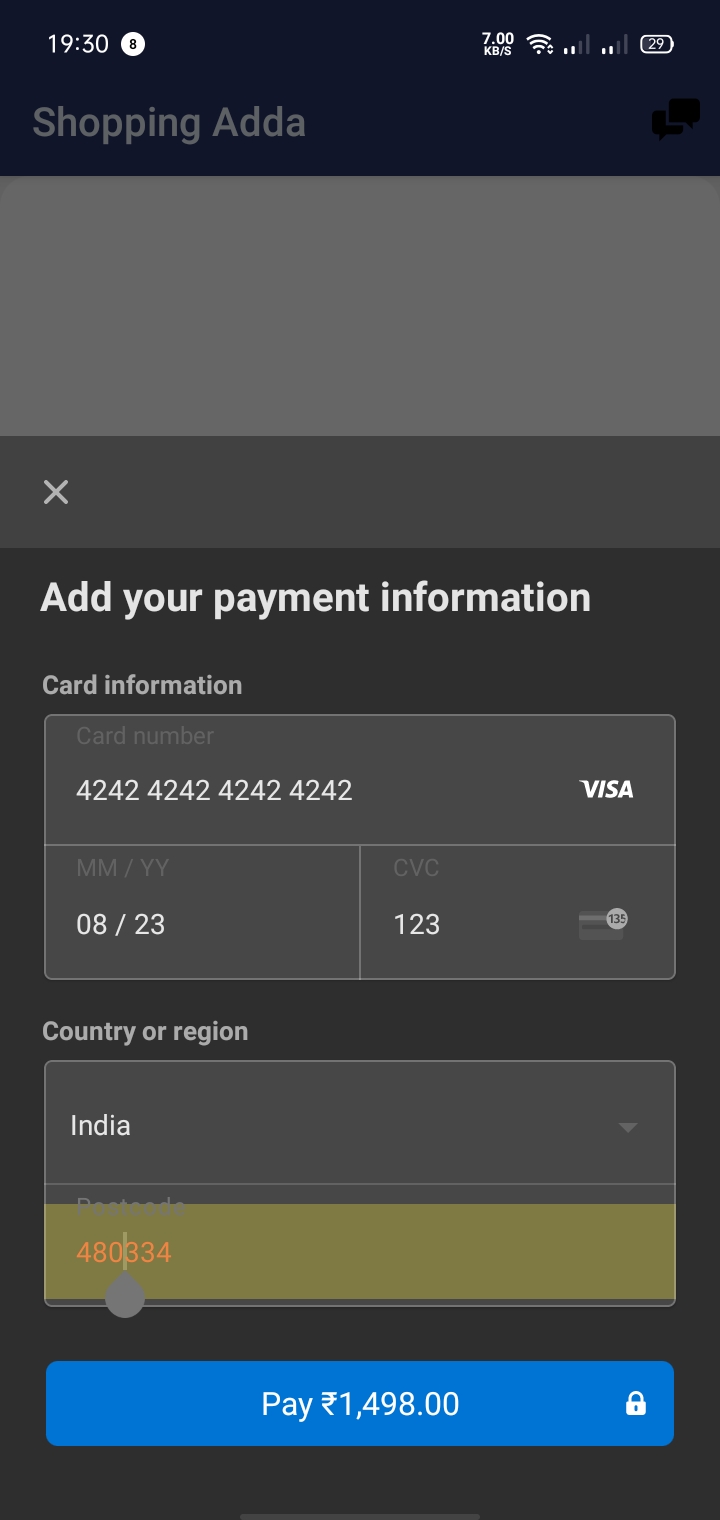 19:30 8 7.00 KB/S 29
Shopping Adda
Add your payment information
Card information
Card number
4242 4242 4242 4242 VISA
MM / YY CVC
08 / 23 123 135
Country or region
India
Postcode
480334
Pay ₹1,498.00